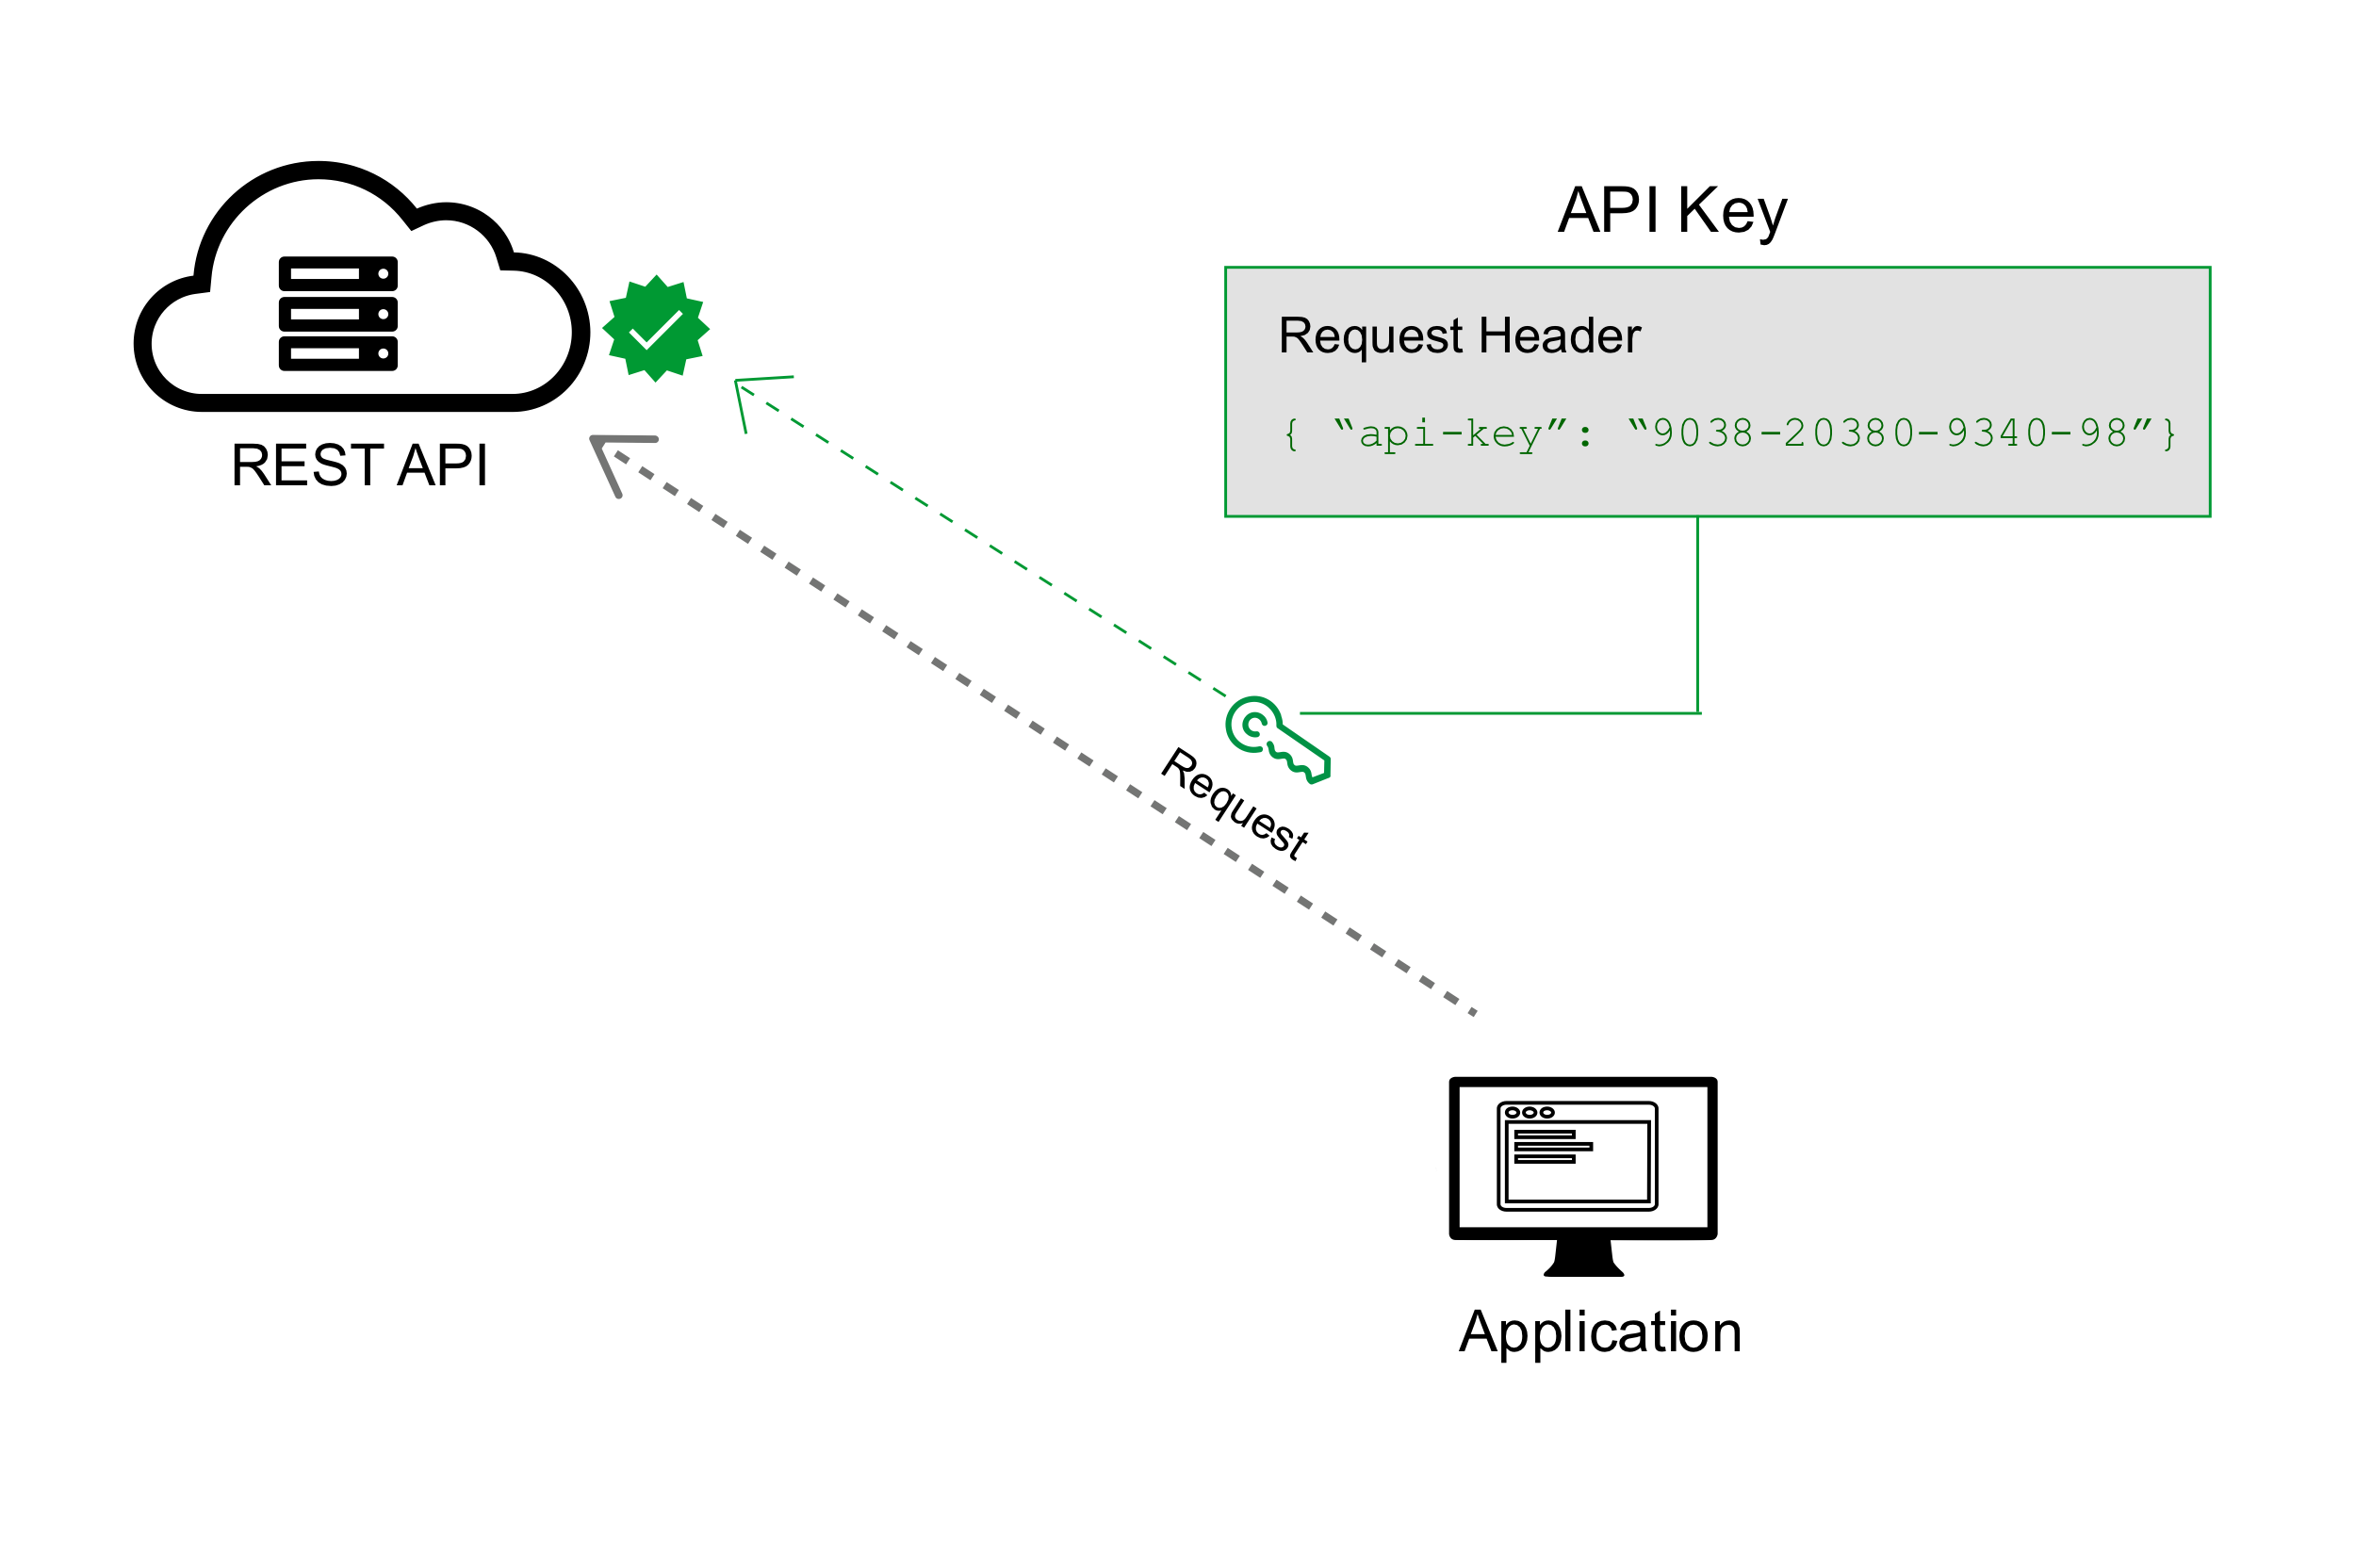 API Key
Request Header
{ “api-key”: “9038-20380-9340-98”}
REST API
Request
Application